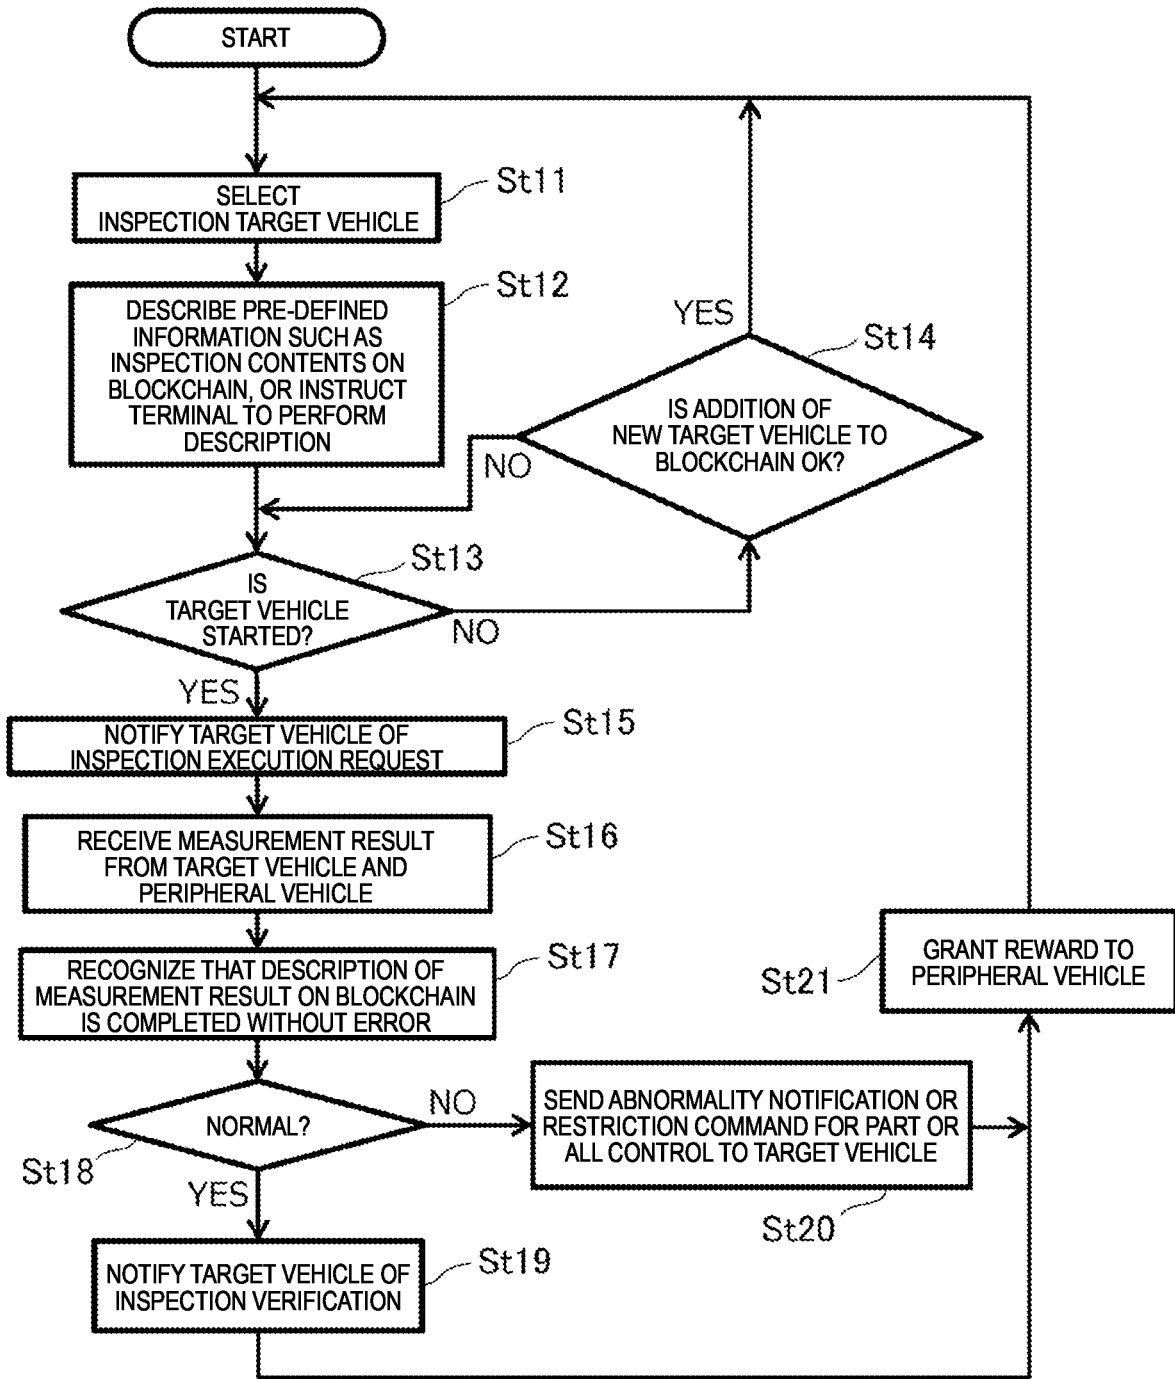 START
St11
SELECT
INSPECTION TARGET VEHICLE
St12
DESCRIBE PRE-DEFINED
INFORMATION SUCH AS
INSPECTION CONTENTS ON
BLOCKCHAIN, OR INSTRUCT
TERMINAL TO PERFORM
DESCRIPTION
YES
St14
IS ADDITION OF
NEW TARGET VEHICLE TO
BLOCKCHAIN OK?
NO
St13
IS
TARGET VEHICLE
STARTED?
NO
YES
St15
NOTIFY TARGET VEHICLE OF
INSPECTION EXECUTION REQUEST
St16
RECEIVE MEASUREMENT RESULT
FROM TARGET VEHICLE AND
PERIPHERAL VEHICLE
St17
RECOGNIZE THAT DESCRIPTION OF
MEASUREMENT RESULT ON BLOCKCHAIN
IS COMPLETED WITHOUT ERROR
St21
GRANT REWARD TO
PERIPHERAL VEHICLE
NORMAL?
St18
NO
YES
SEND ABNORMALITY NOTIFICATION OR
RESTRICTION COMMAND FOR PART OR
ALL CONTROL TO TARGET VEHICLE
St20
St19
NOTIFY TARGET VEHICLE OF
INSPECTION VERIFICATION